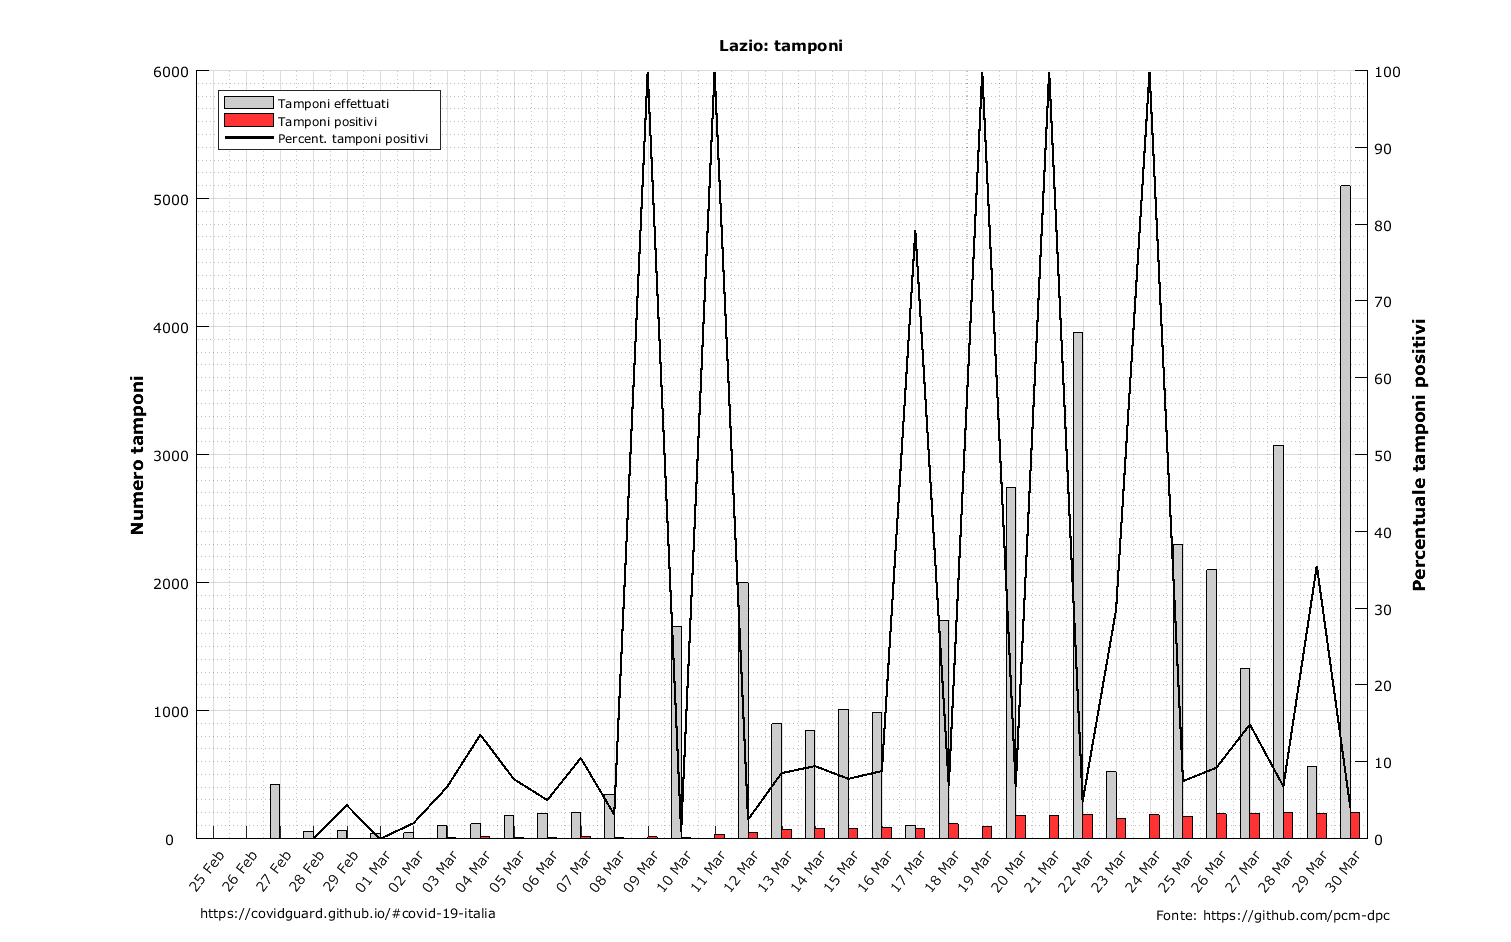 Lazio: tamponi
Tamponi effettuati
Tamponi positivi
Percent. tamponi positivi
Numero tamponi
6000
5000
4000
3000
2000
1000
0
Percentuale tamponi positivi
100
90
80
70
60
50
40
30
20
10
0
25 Feb
26 Feb
27 Feb
28 Feb
29 Feb
01 Mar
02 Mar
03 Mar
04 Mar
05 Mar
06 Mar
07 Mar
08 Mar
09 Mar
10 Mar
11 Mar
12 Mar
13 Mar
14 Mar
15 Mar
16 Mar
17 Mar
18 Mar
19 Mar
20 Mar
21 Mar
22 Mar
23 Mar
24 Mar
25 Mar
26 Mar
27 Mar
28 Mar
29 Mar
30 Mar
https://covidguard.github.io/#covid-19-italia
Fonte: https://github.com/pcm-dpc